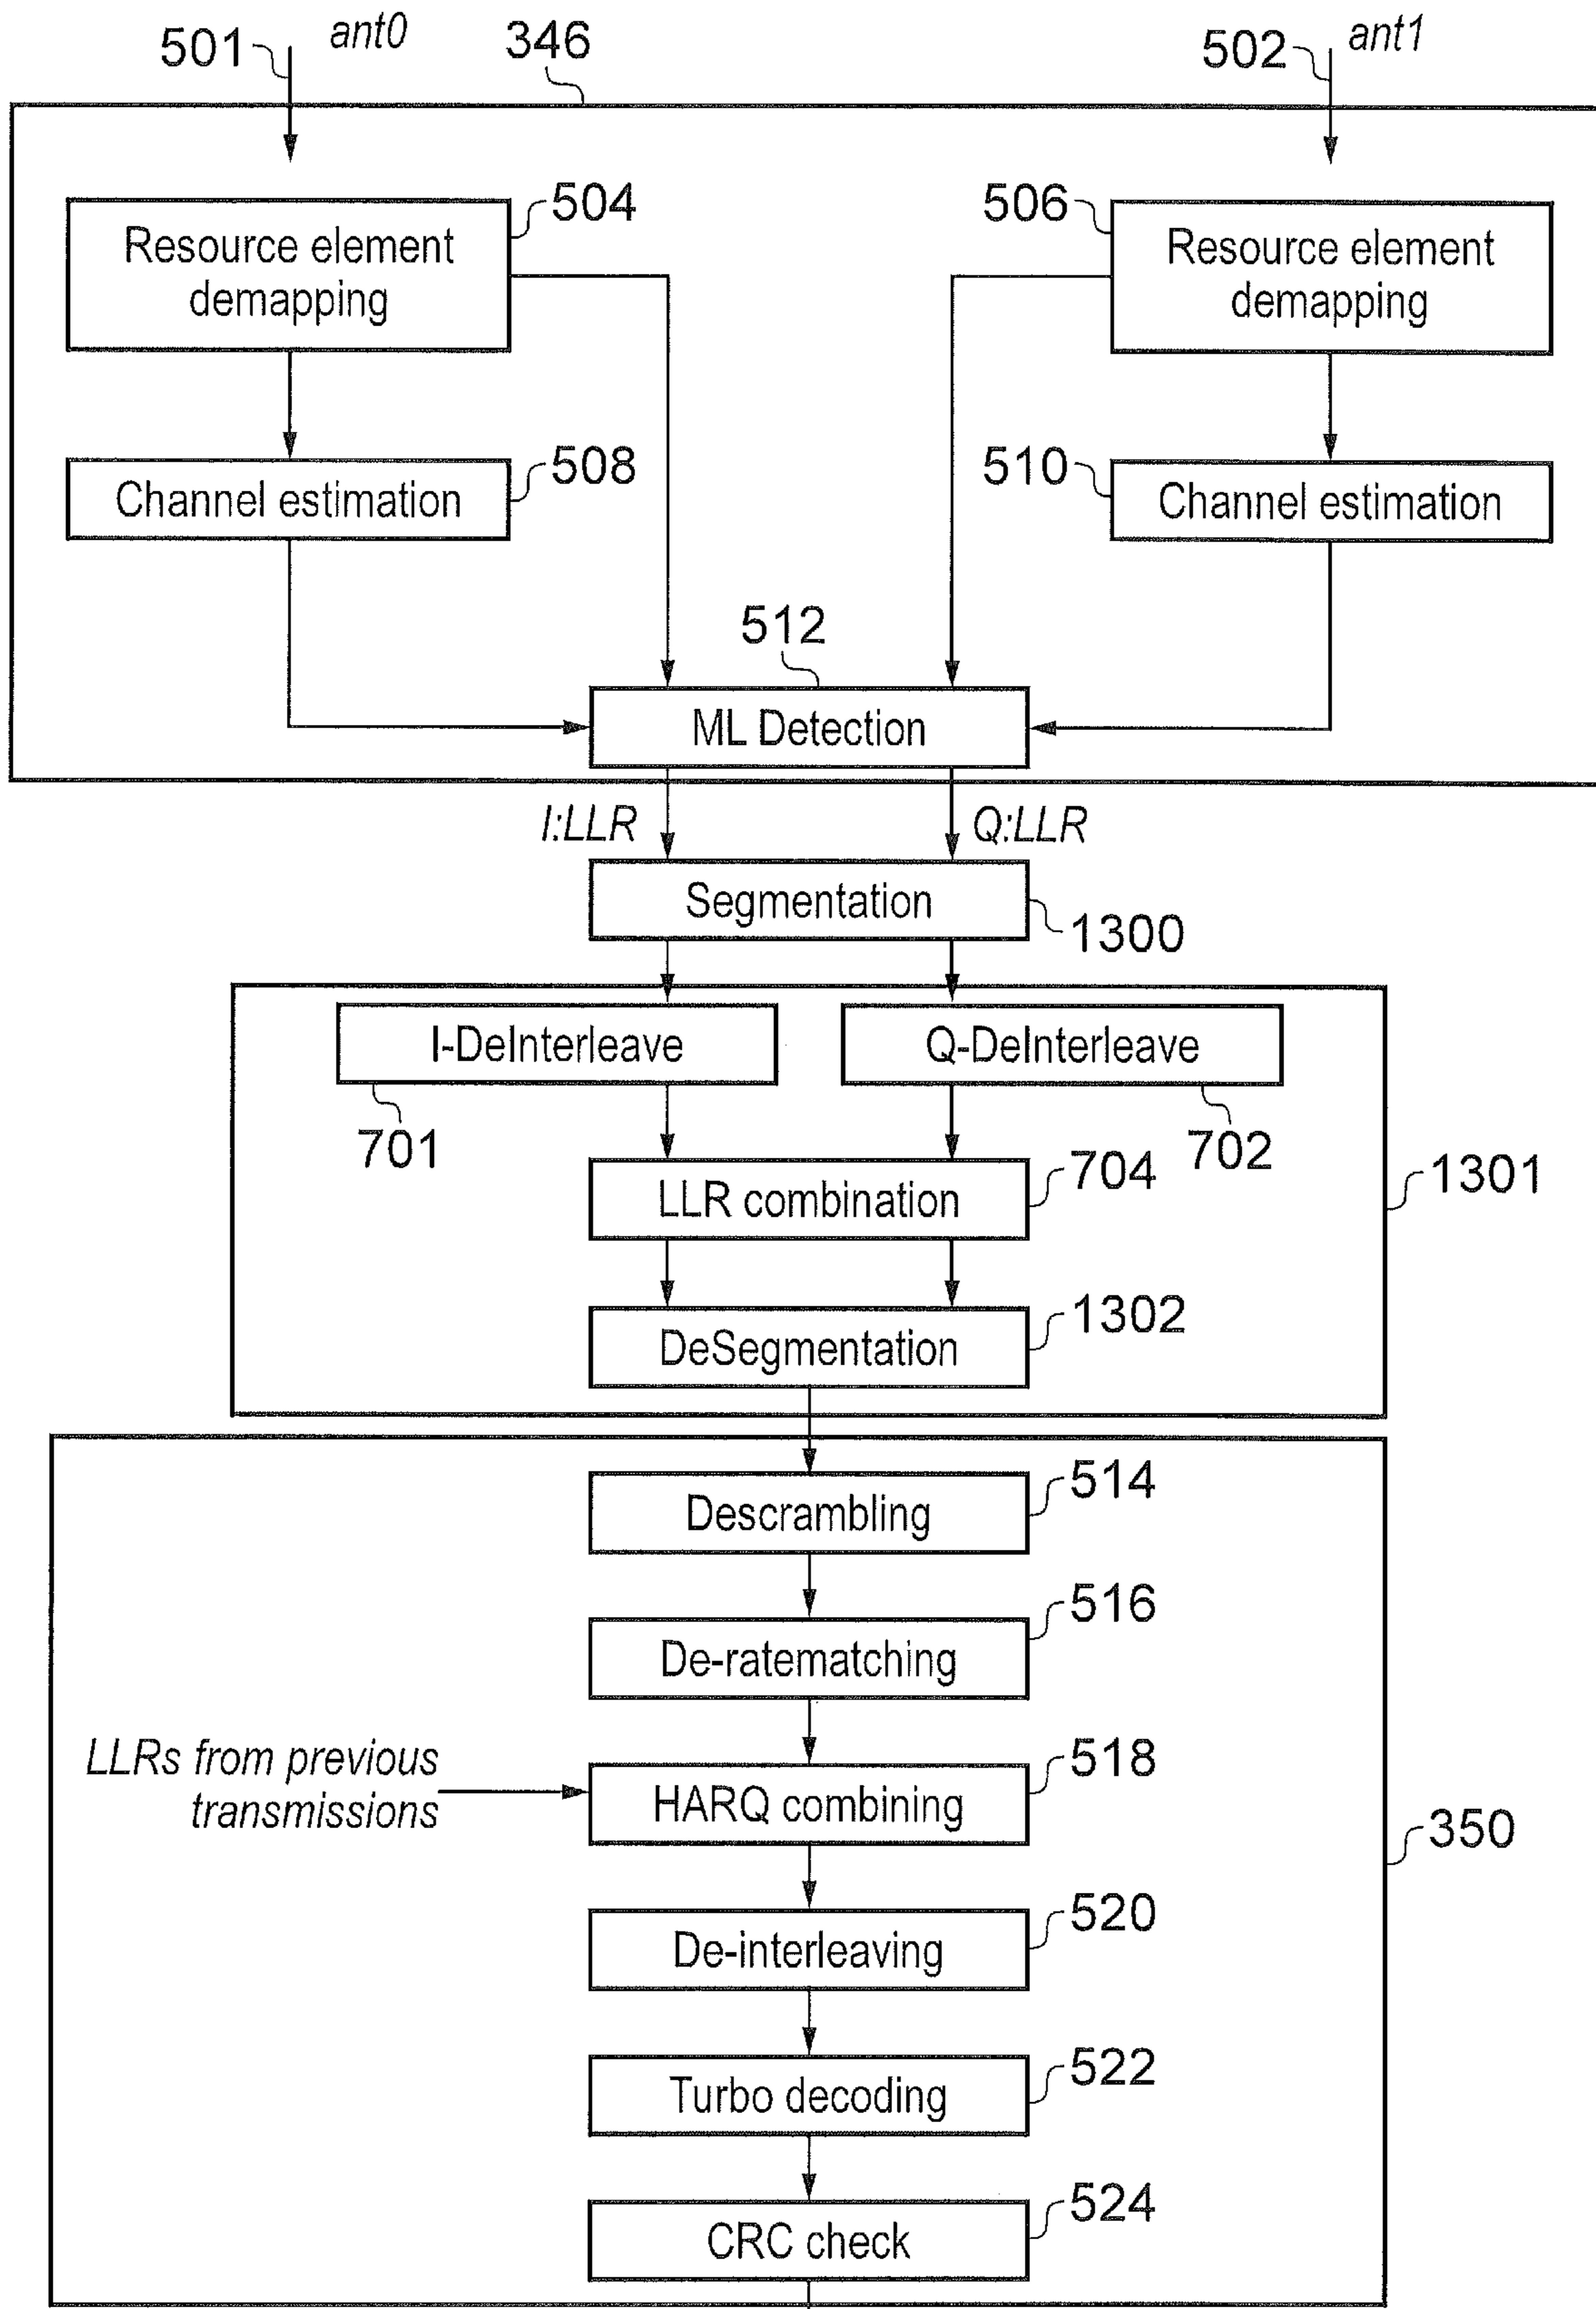 501
ant0
346
502
ant1
504
Resource element
demapping
506
Resource element
demapping
508
Channel estimation
510
Channel estimation
512
ML Detection
I:LLR
Q:LLR
Segmentation
1300
I-DeInterleave
Q-DeInterleave
701
702
704
LLR combination
1301
1302
DeSegmentation
514
Descrambling
516
De-ratematching
LLRs from previous
transmissions
518
HARQ combining
350
520
De-interleaving
522
Turbo decoding
524
CRC check